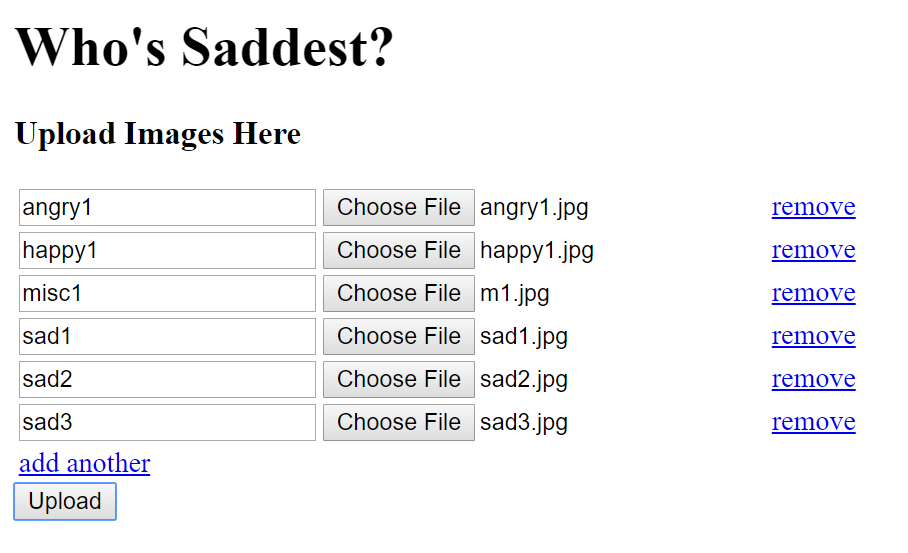 Who's Saddest?
Upload Images Here
angry1 Choose File angry1.jpg remove
happy1 Choose File happy1.jpg remove
misc1 Choose File m1.jpg remove
sad1 Choose File sad1.jpg remove
sad2 Choose File sad2.jpg remove
sad3 Choose File sad3.jpg remove
add another
Upload